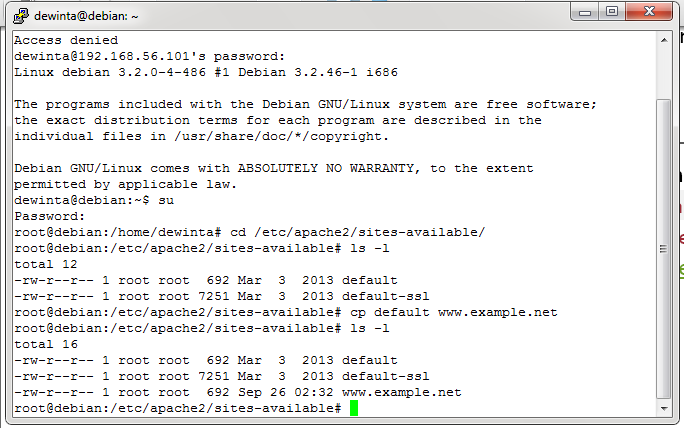 dewinta@debian: ~
Access denied
dewinta@192.168.56.101's password:
Linux debian 3.2.0-4-486 #1 Debian 3.2.46-1 i686
The programs included with the Debian GNU/Linux system are free software;
the exact distribution terms for each program are described in the
individual files in /usr/share/doc/*/copyright.
Debian GNU/Linux comes with ABSOLUTELY NO WARRANTY, to the extent
permitted by applicable law.
dewinta@debian:~$ su
Password:
root@debian:/home/dewinta# cd /etc/apache2/sites-available/
root@debian:/etc/apache2/sites-available# ls -l
total 12
-rw-r--r-- 1 root root  692 Mar  3  2013 default
-rw-r--r-- 1 root root 7251 Mar  3  2013 default-ssl
root@debian:/etc/apache2/sites-available# cp default www.example.net
root@debian:/etc/apache2/sites-available# ls -l
total 16
-rw-r--r-- 1 root root  692 Mar  3  2013 default
-rw-r--r-- 1 root root 7251 Mar  3  2013 default-ssl
-rw-r--r-- 1 root root  692 Sep 26 02:32 www.example.net
root@debian:/etc/apache2/sites-available#